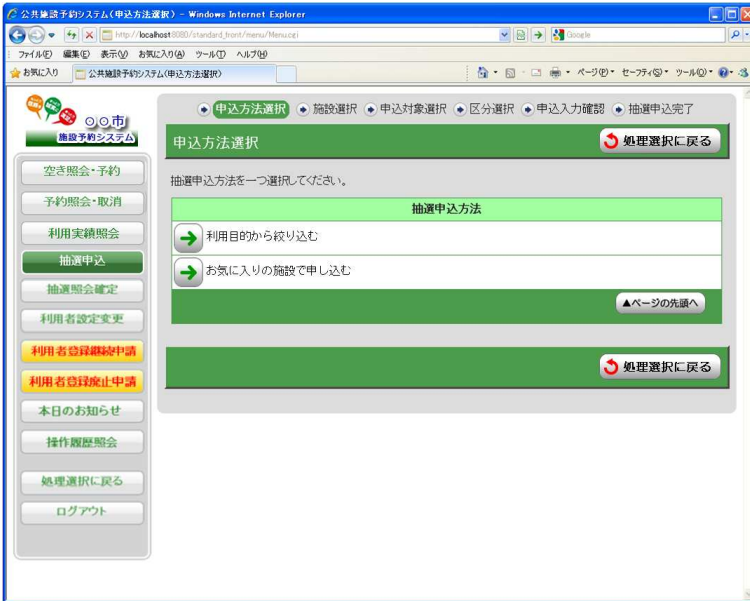 公共施設予約システム(申込方法選択) - Windows Internet Explorer
http://localhost:8080/standard_front/menu/Menu.cgi
Google
ファイル(F) 編集(E) 表示(V) お気に入り(A) ツール(T) ヘルプ(H)
お気に入り 公共施設予約システム(申込方法選択) ページ(P) セーフティ(S) ツール(O)
○○市
施設予約システム
申込方法選択 施設選択 申込対象選択 区分選択 申込入力確認 抽選申込完了
申込方法選択
処理選択に戻る
空き照会・予約
予約照会・取消
利用実績照会
抽選申込
抽選照会確定
利用者設定変更
利用者登録継続申請
利用者登録廃止申請
本日のお知らせ
操作履歴照会
処理選択に戻る
ログアウト
抽選申込方法を一つ選択してください。
抽選申込方法
利用目的から絞り込む
お気に入りの施設で申し込む
▲ページの先頭へ
処理選択に戻る